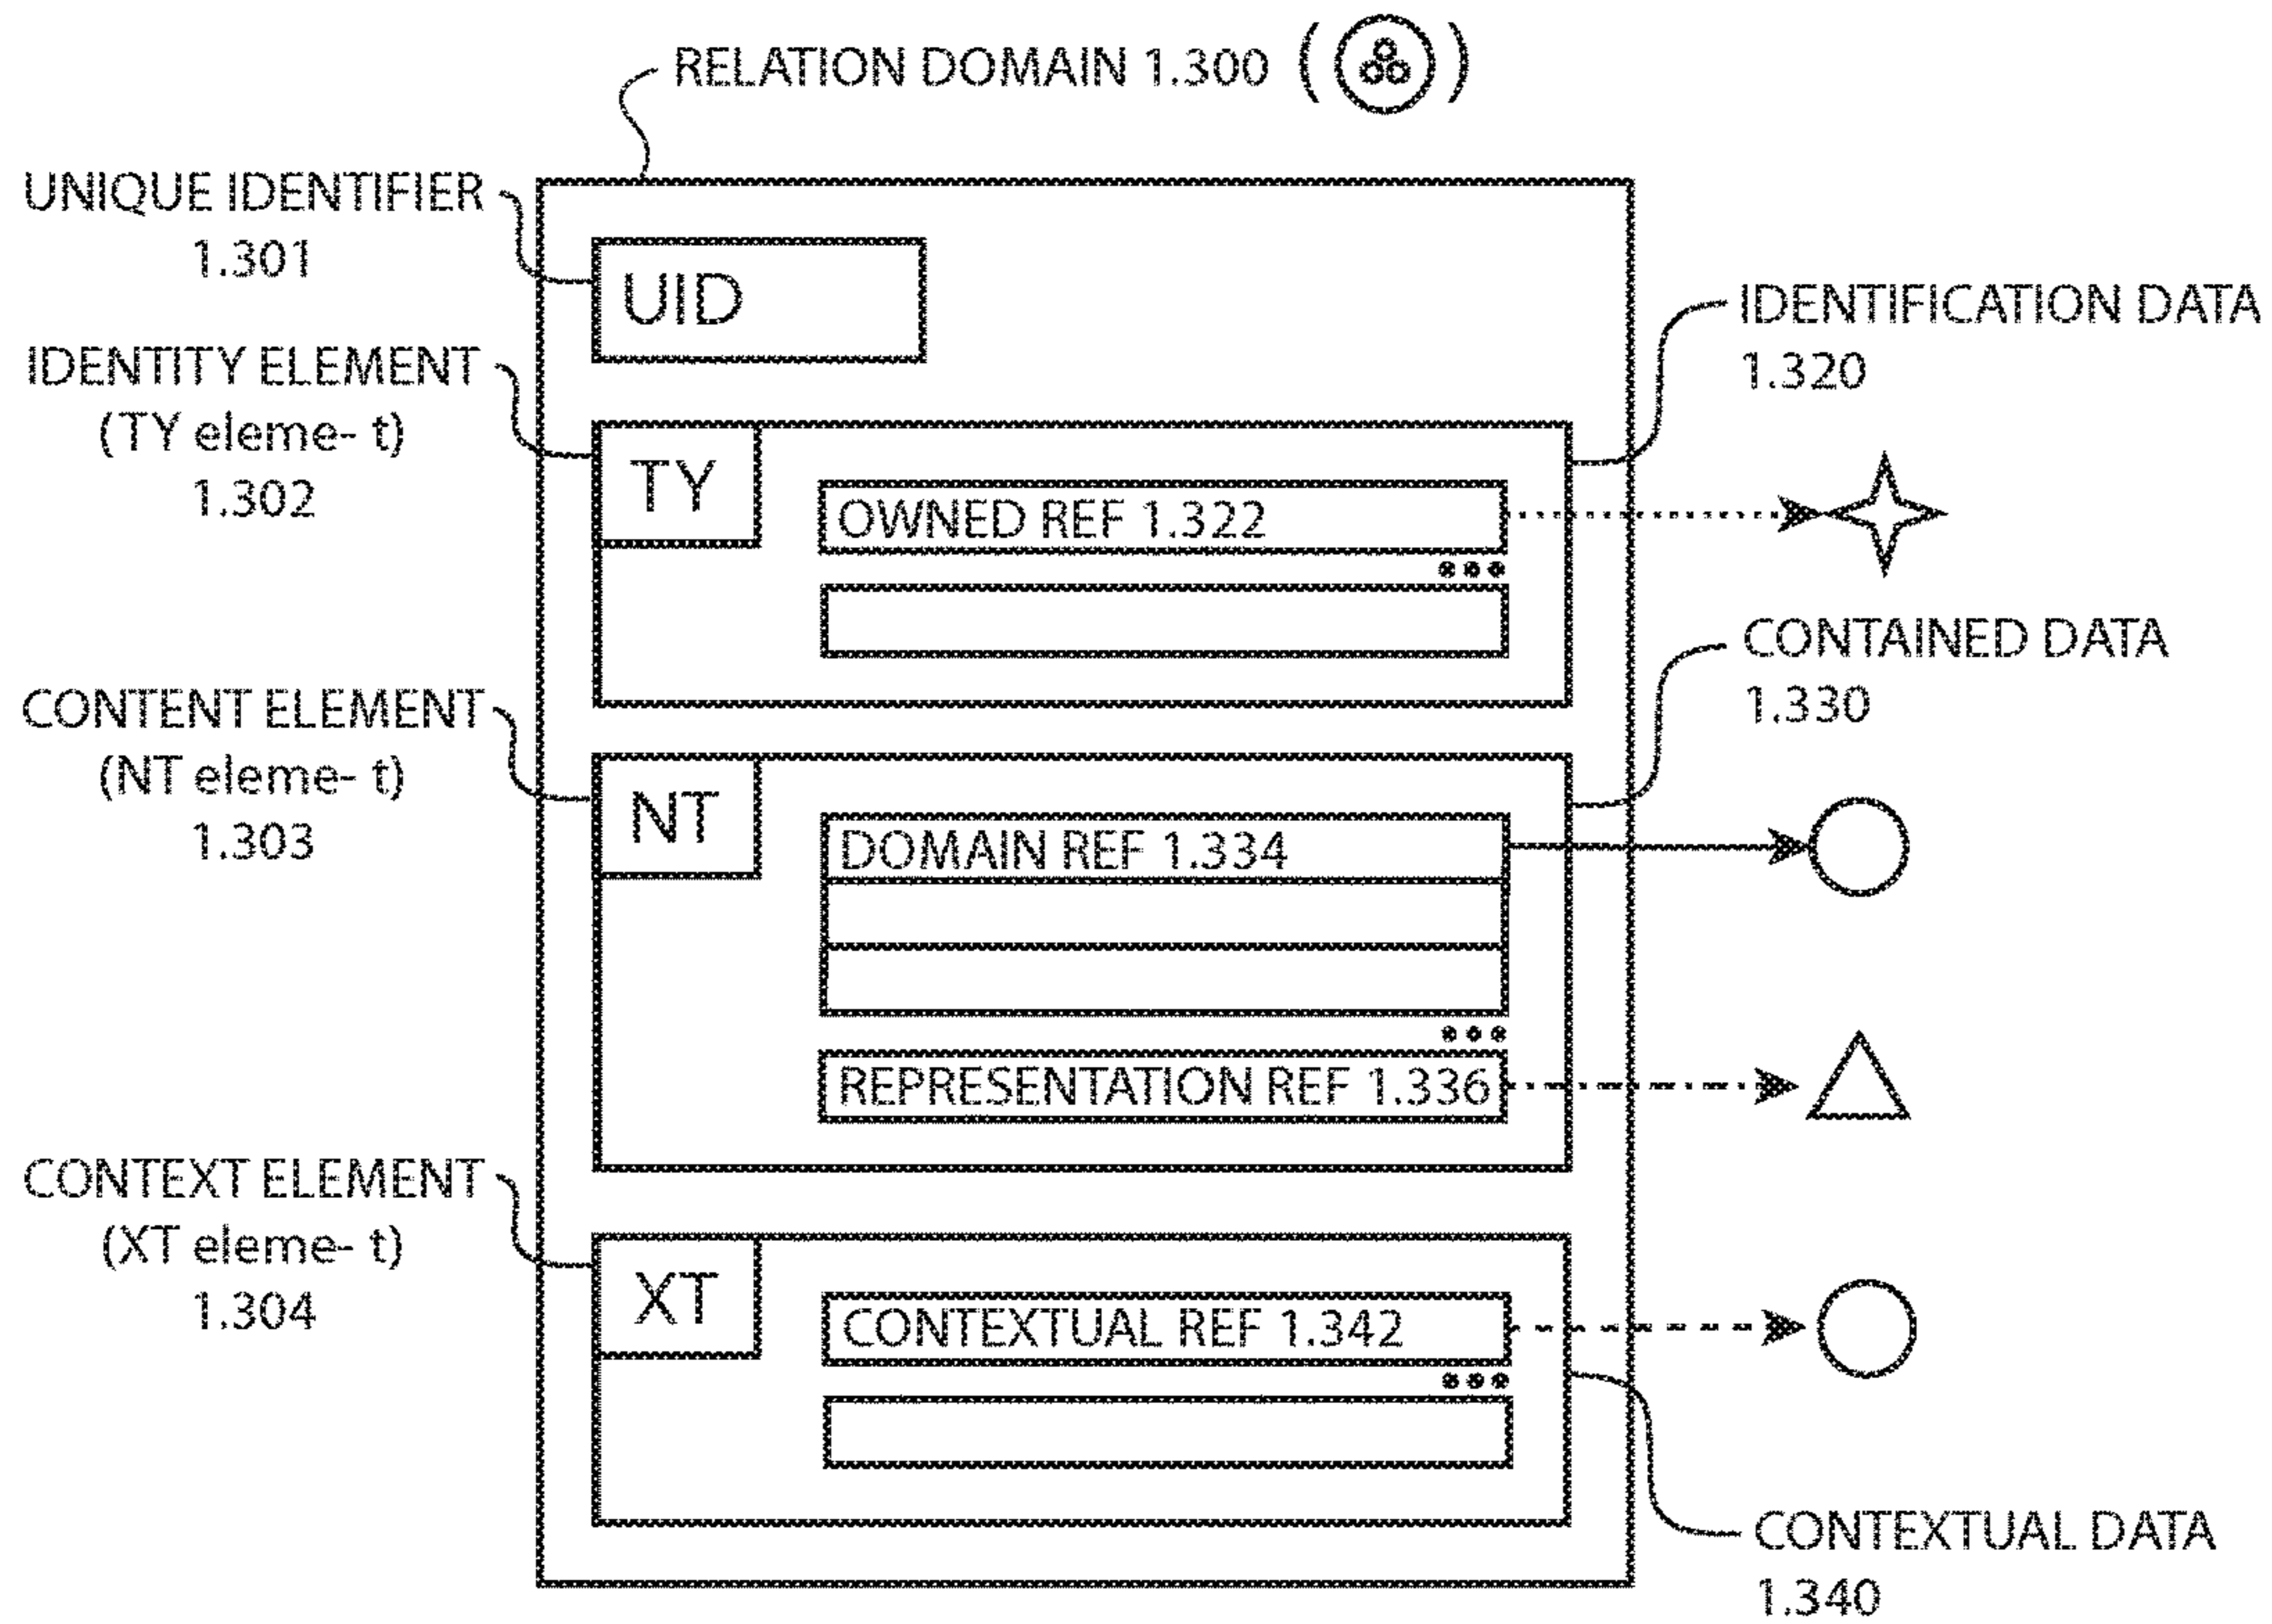 RELATION DOMAIN 1.300 ( )
UNIQUE IDENTIFIER
1.301
UID
IDENTIFICATION DATA
1.320
IDENTITY ELEMENT
(TY eleme- t)
1.302
TY
OWNED REF 1.322
CONTAINED DATA
1.330
CONTENT ELEMENT
(NT eleme- t)
1.303
NT
DOMAIN REF 1.334
REPRESENTATION REF 1.336
CONTEXT ELEMENT
(XT eleme- t)
1.304
XT
CONTEXTUAL REF 1.342
CONTEXTUAL DATA
1.340